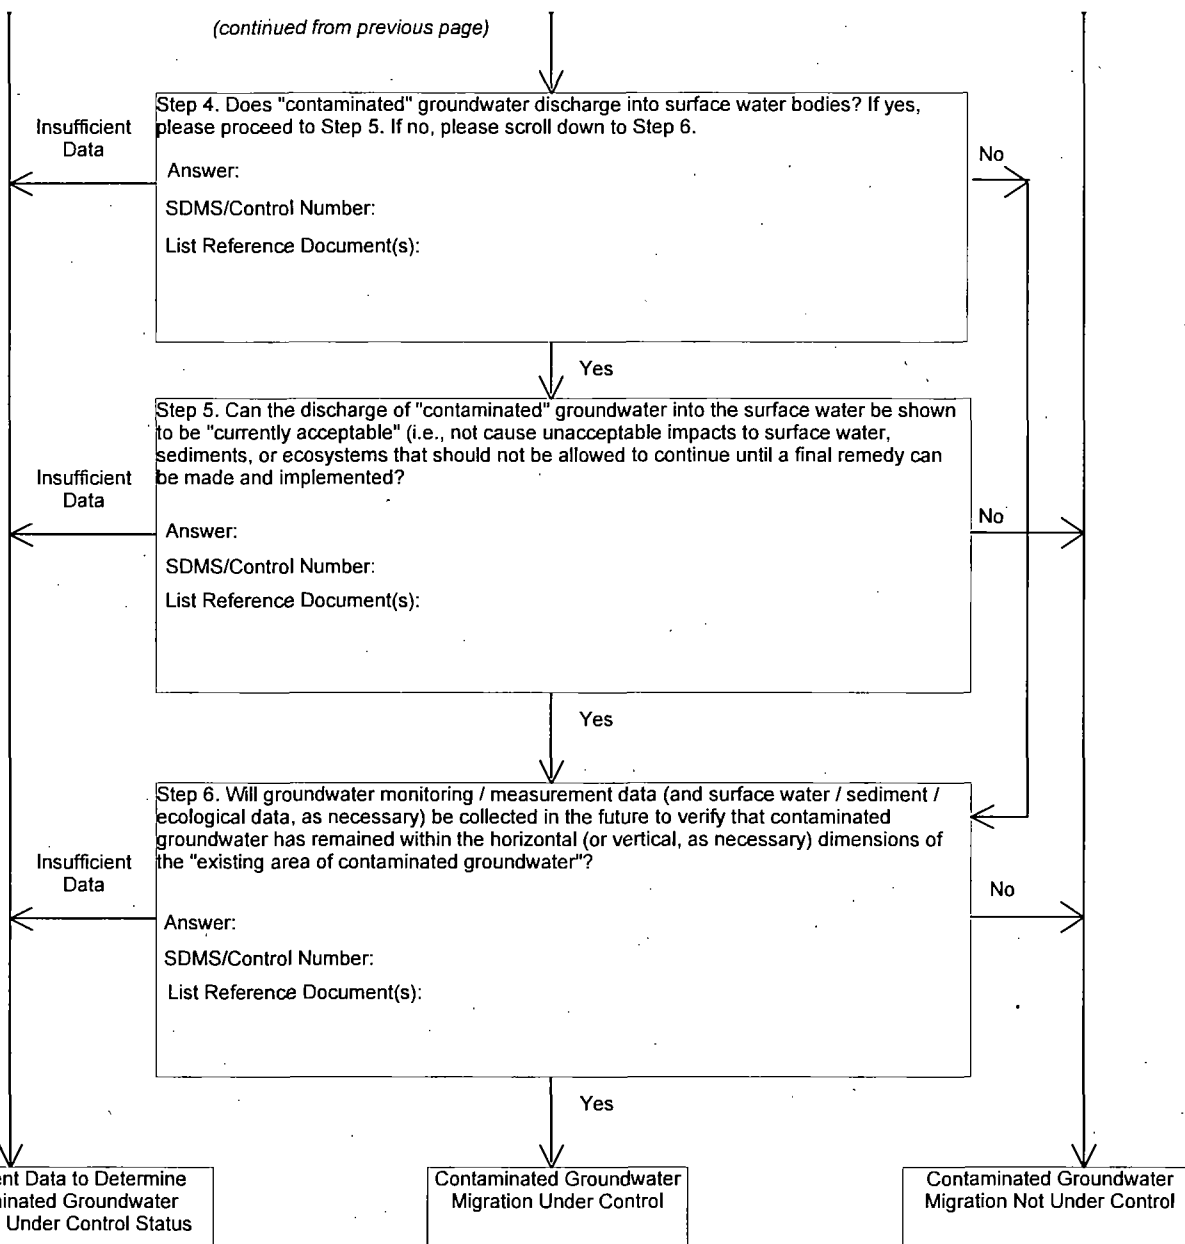 (continued from previous page)
Step 4. Does "contaminated" groundwater discharge into surface water bodies? If yes,
please proceed to Step 5. If no, please scroll down to Step 6.
Insufficient
Data
No
Answer:
SDMS/Control Number:
List Reference Document(s):
Yes
Step 5. Can the discharge of "contaminated" groundwater into the surface water be shown
to be "currently acceptable" (i.e., not cause unacceptable impacts to surface water,
sediments, or ecosystems that should not be allowed to continue until a final remedy can
be made and implemented?
Insufficient
Data
No
Answer:
SDMS/Control Number:
List Reference Document(s):
Yes
Step 6. Will groundwater monitoring / measurement data (and surface water / sediment /
ecological data, as necessary) be collected in the future to verify that contaminated
groundwater has remained within the horizontal (or vertical, as necessary) dimensions of
the "existing area of contaminated groundwater"?
Insufficient
Data
No
Answer:
SDMS/Control Number:
List Reference Document(s):
Yes
Data to Determine
Groundwater
Under Control Status
Contaminated Groundwater
Migration Under Control
Contaminated Groundwater
Migration Not Under Control